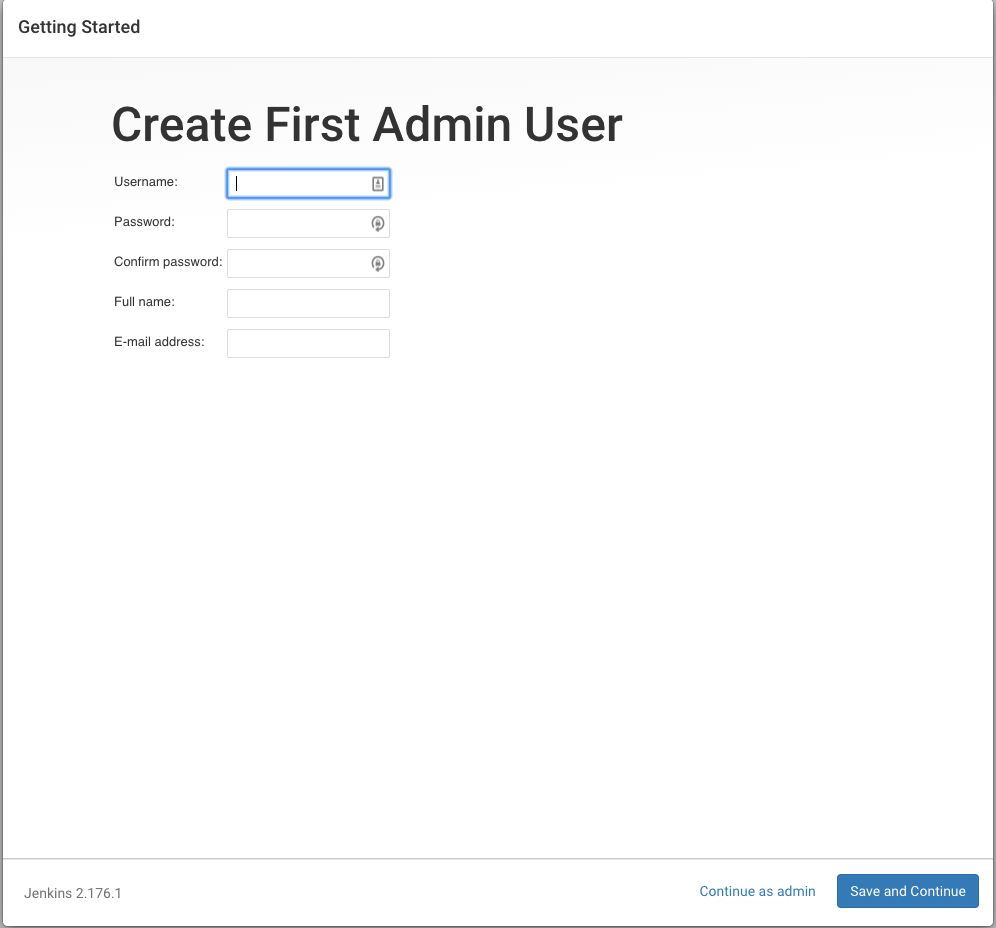 Getting Started
Create First Admin User
Username:
Password:
Confirm password:
Full name:
E-mail address:
Jenkins 2.176.1
Continue as admin
Save and Continue